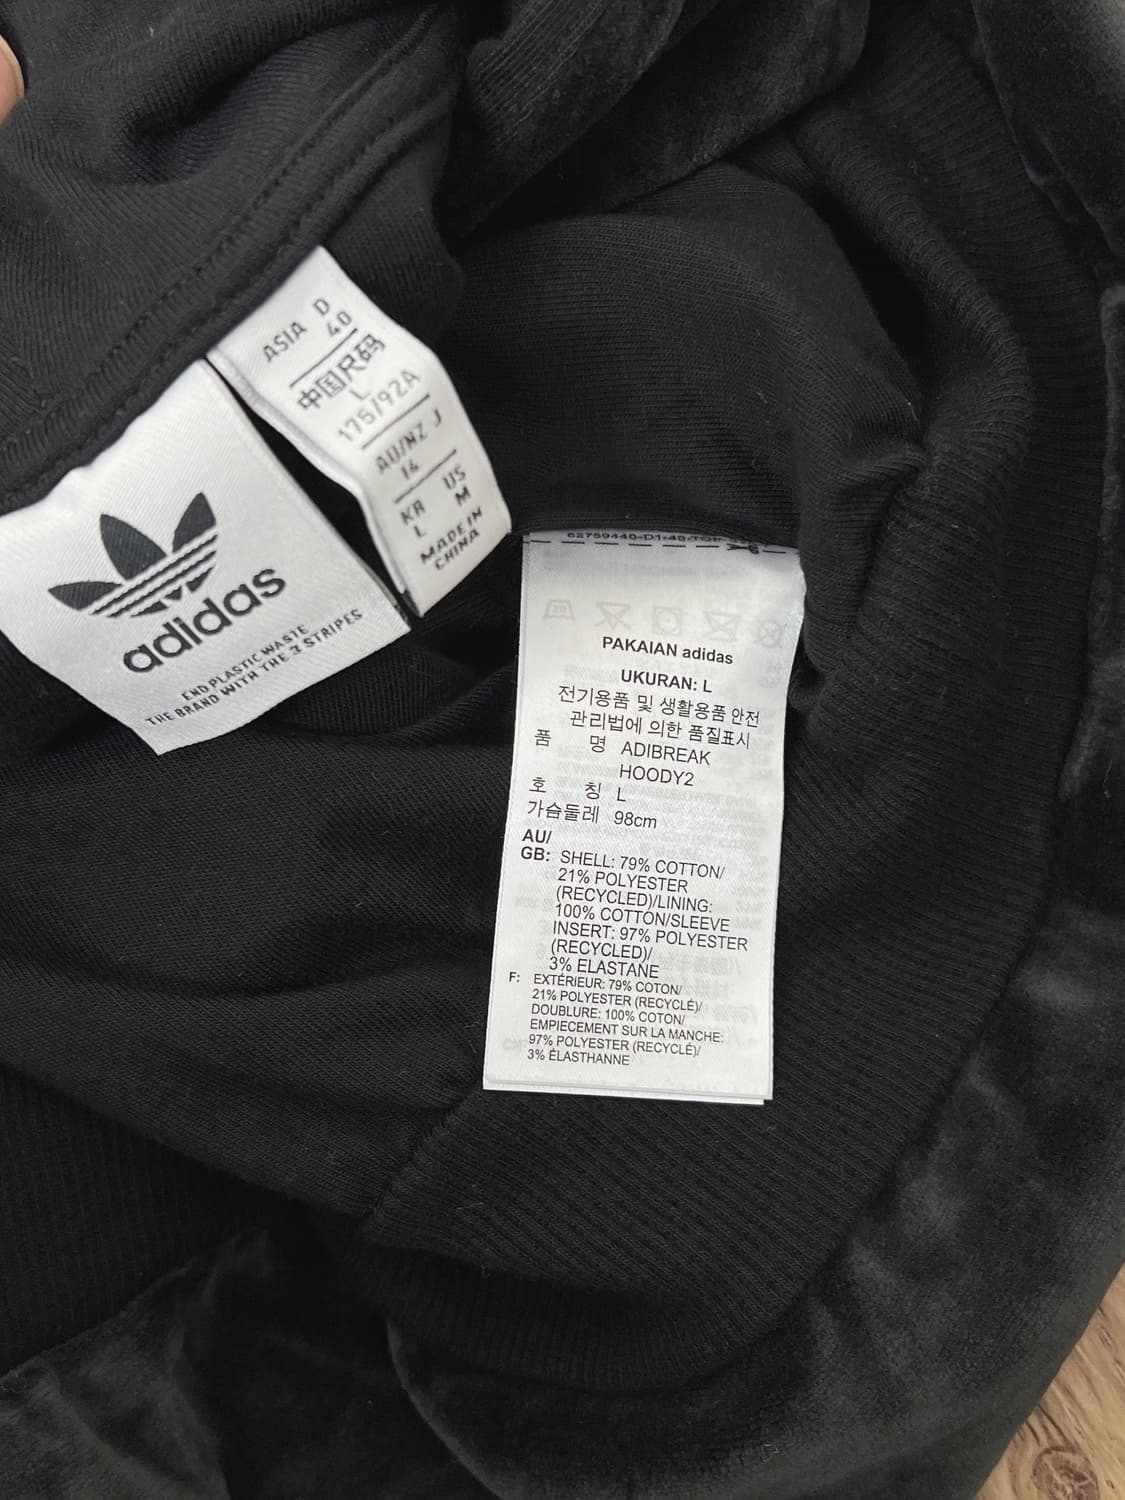 ASIA D
40
中国尺码
L
175/92A
AU/NZ J
14
KR US
L M
MADE IN
CHINA
adidas
END PLASTIC WASTE
THE BRAND WITH THE 3 STRIPES
PAKAIAN adidas
UKURAN: L
전기용품 및 생활용품 안전
관리법에 의한 품질표시
품 명 ADIBREAK
HOODY2
호 칭 L
가슴둘레 98cm
AU/
GB: SHELL: 79% COTTON/
21% POLYESTER
(RECYCLED)/LINING:
100% COTTON/SLEEVE
INSERT: 97% POLYESTER
(RECYCLED)/
3% ELASTANE
F: EXTÉRIEUR: 79% COTON/
21% POLYESTER (RECYCLÉ)/
DOUBLURE: 100% COTON/
EMPIECEMENT SUR LA MANCHE:
97% POLYESTER (RECYCLÉ)/
3% ÉLASTHANNE